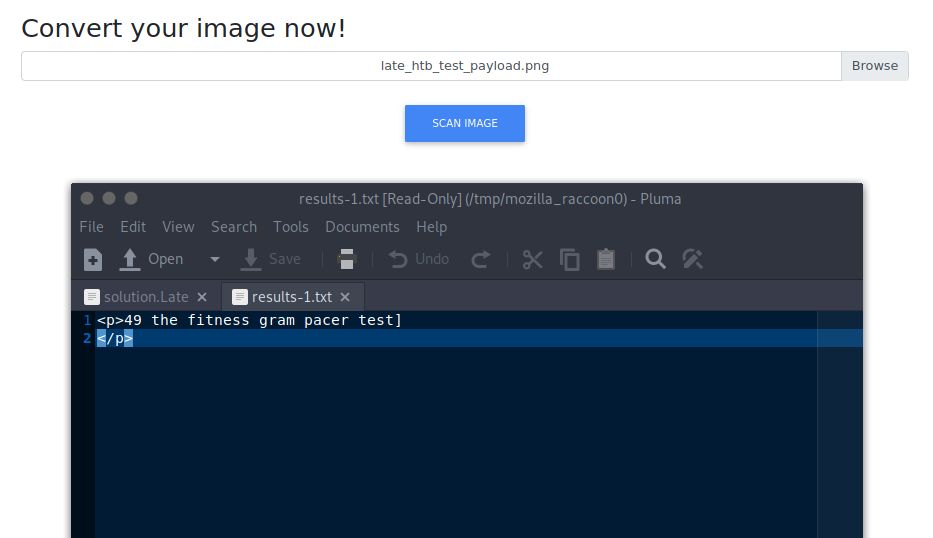 Convert your image now!
late_htb_test_payload.png Browse
SCAN IMAGE
results-1.txt [Read-Only] (/tmp/mozilla_raccoon0) - Pluma
File Edit View Search Tools Documents Help
Open Save Undo
solution.Late results-1.txt
1 <p>49 the fitness gram pacer test]
2 </p>